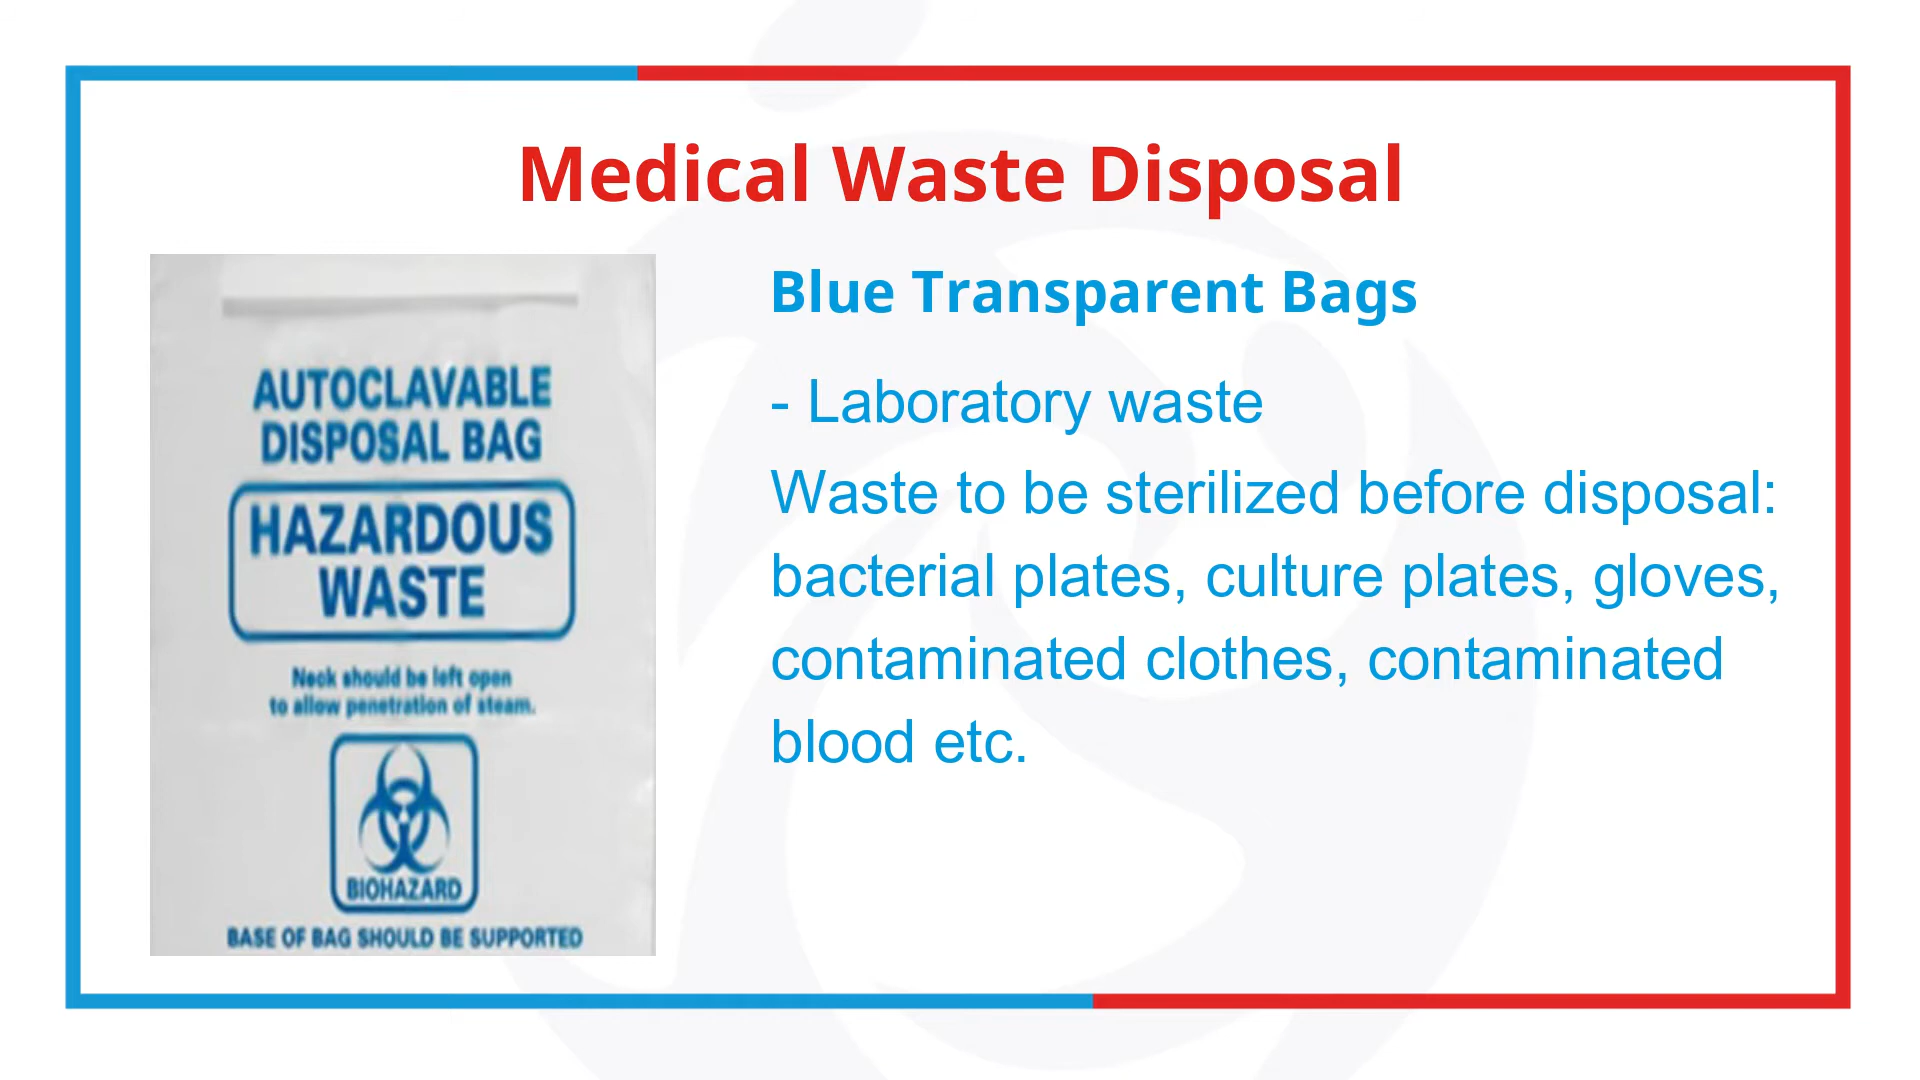 Medical Waste Disposal
AUTOCLAVABLE
DISPOSAL BAG
HAZARDOUS
WASTE
Neck should be left open
to allow penetration of steam.
BIOHAZARD
BASE OF BAG SHOULD BE SUPPORTED
Blue Transparent Bags
- Laboratory waste
Waste to be sterilized before disposal:
bacterial plates, culture plates, gloves,
contaminated clothes, contaminated
blood etc.